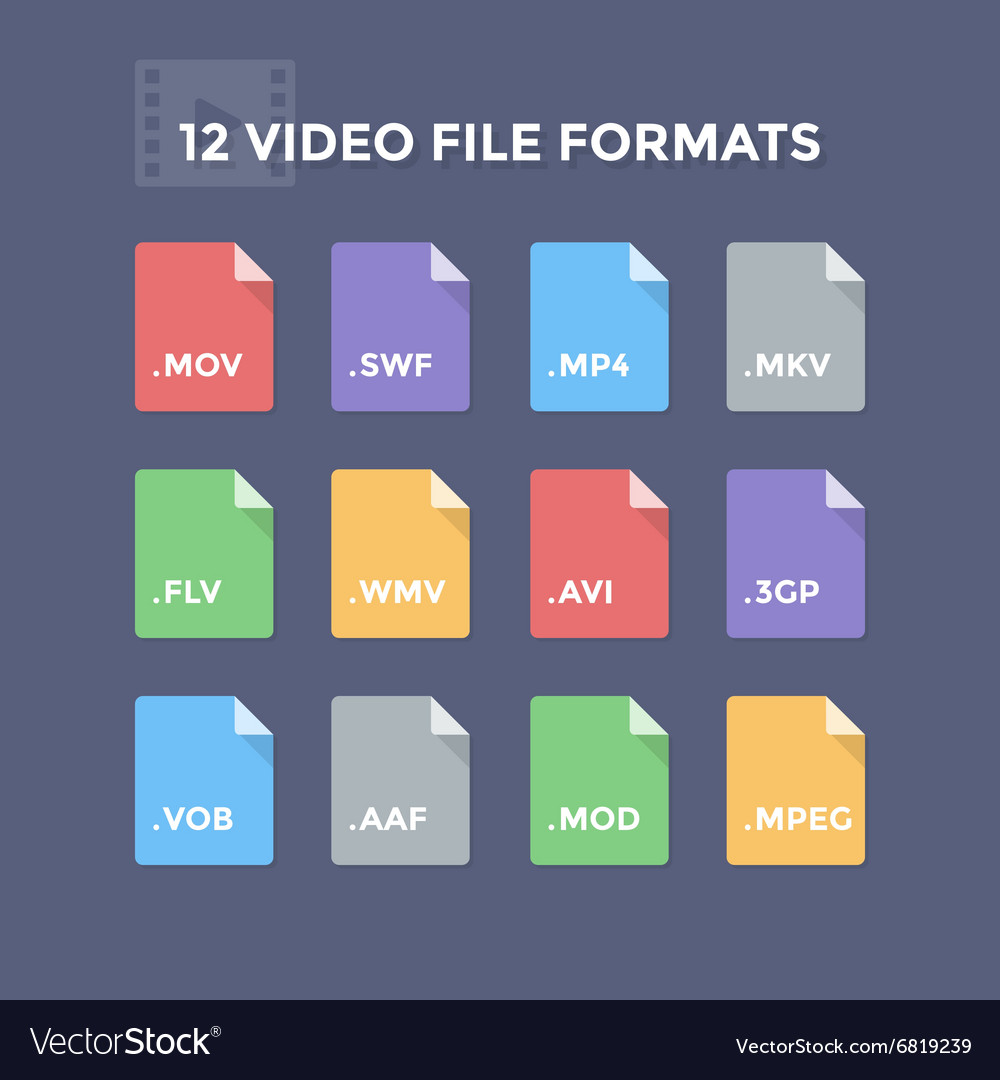 12 VIDEO FILE FORMATS
.MOV .SWF .MP4 .MKV
.FLV .WMV .AVI .3GP
.VOB .AAF .MOD .MPEG
VectorStock® VectorStock.com/6819239